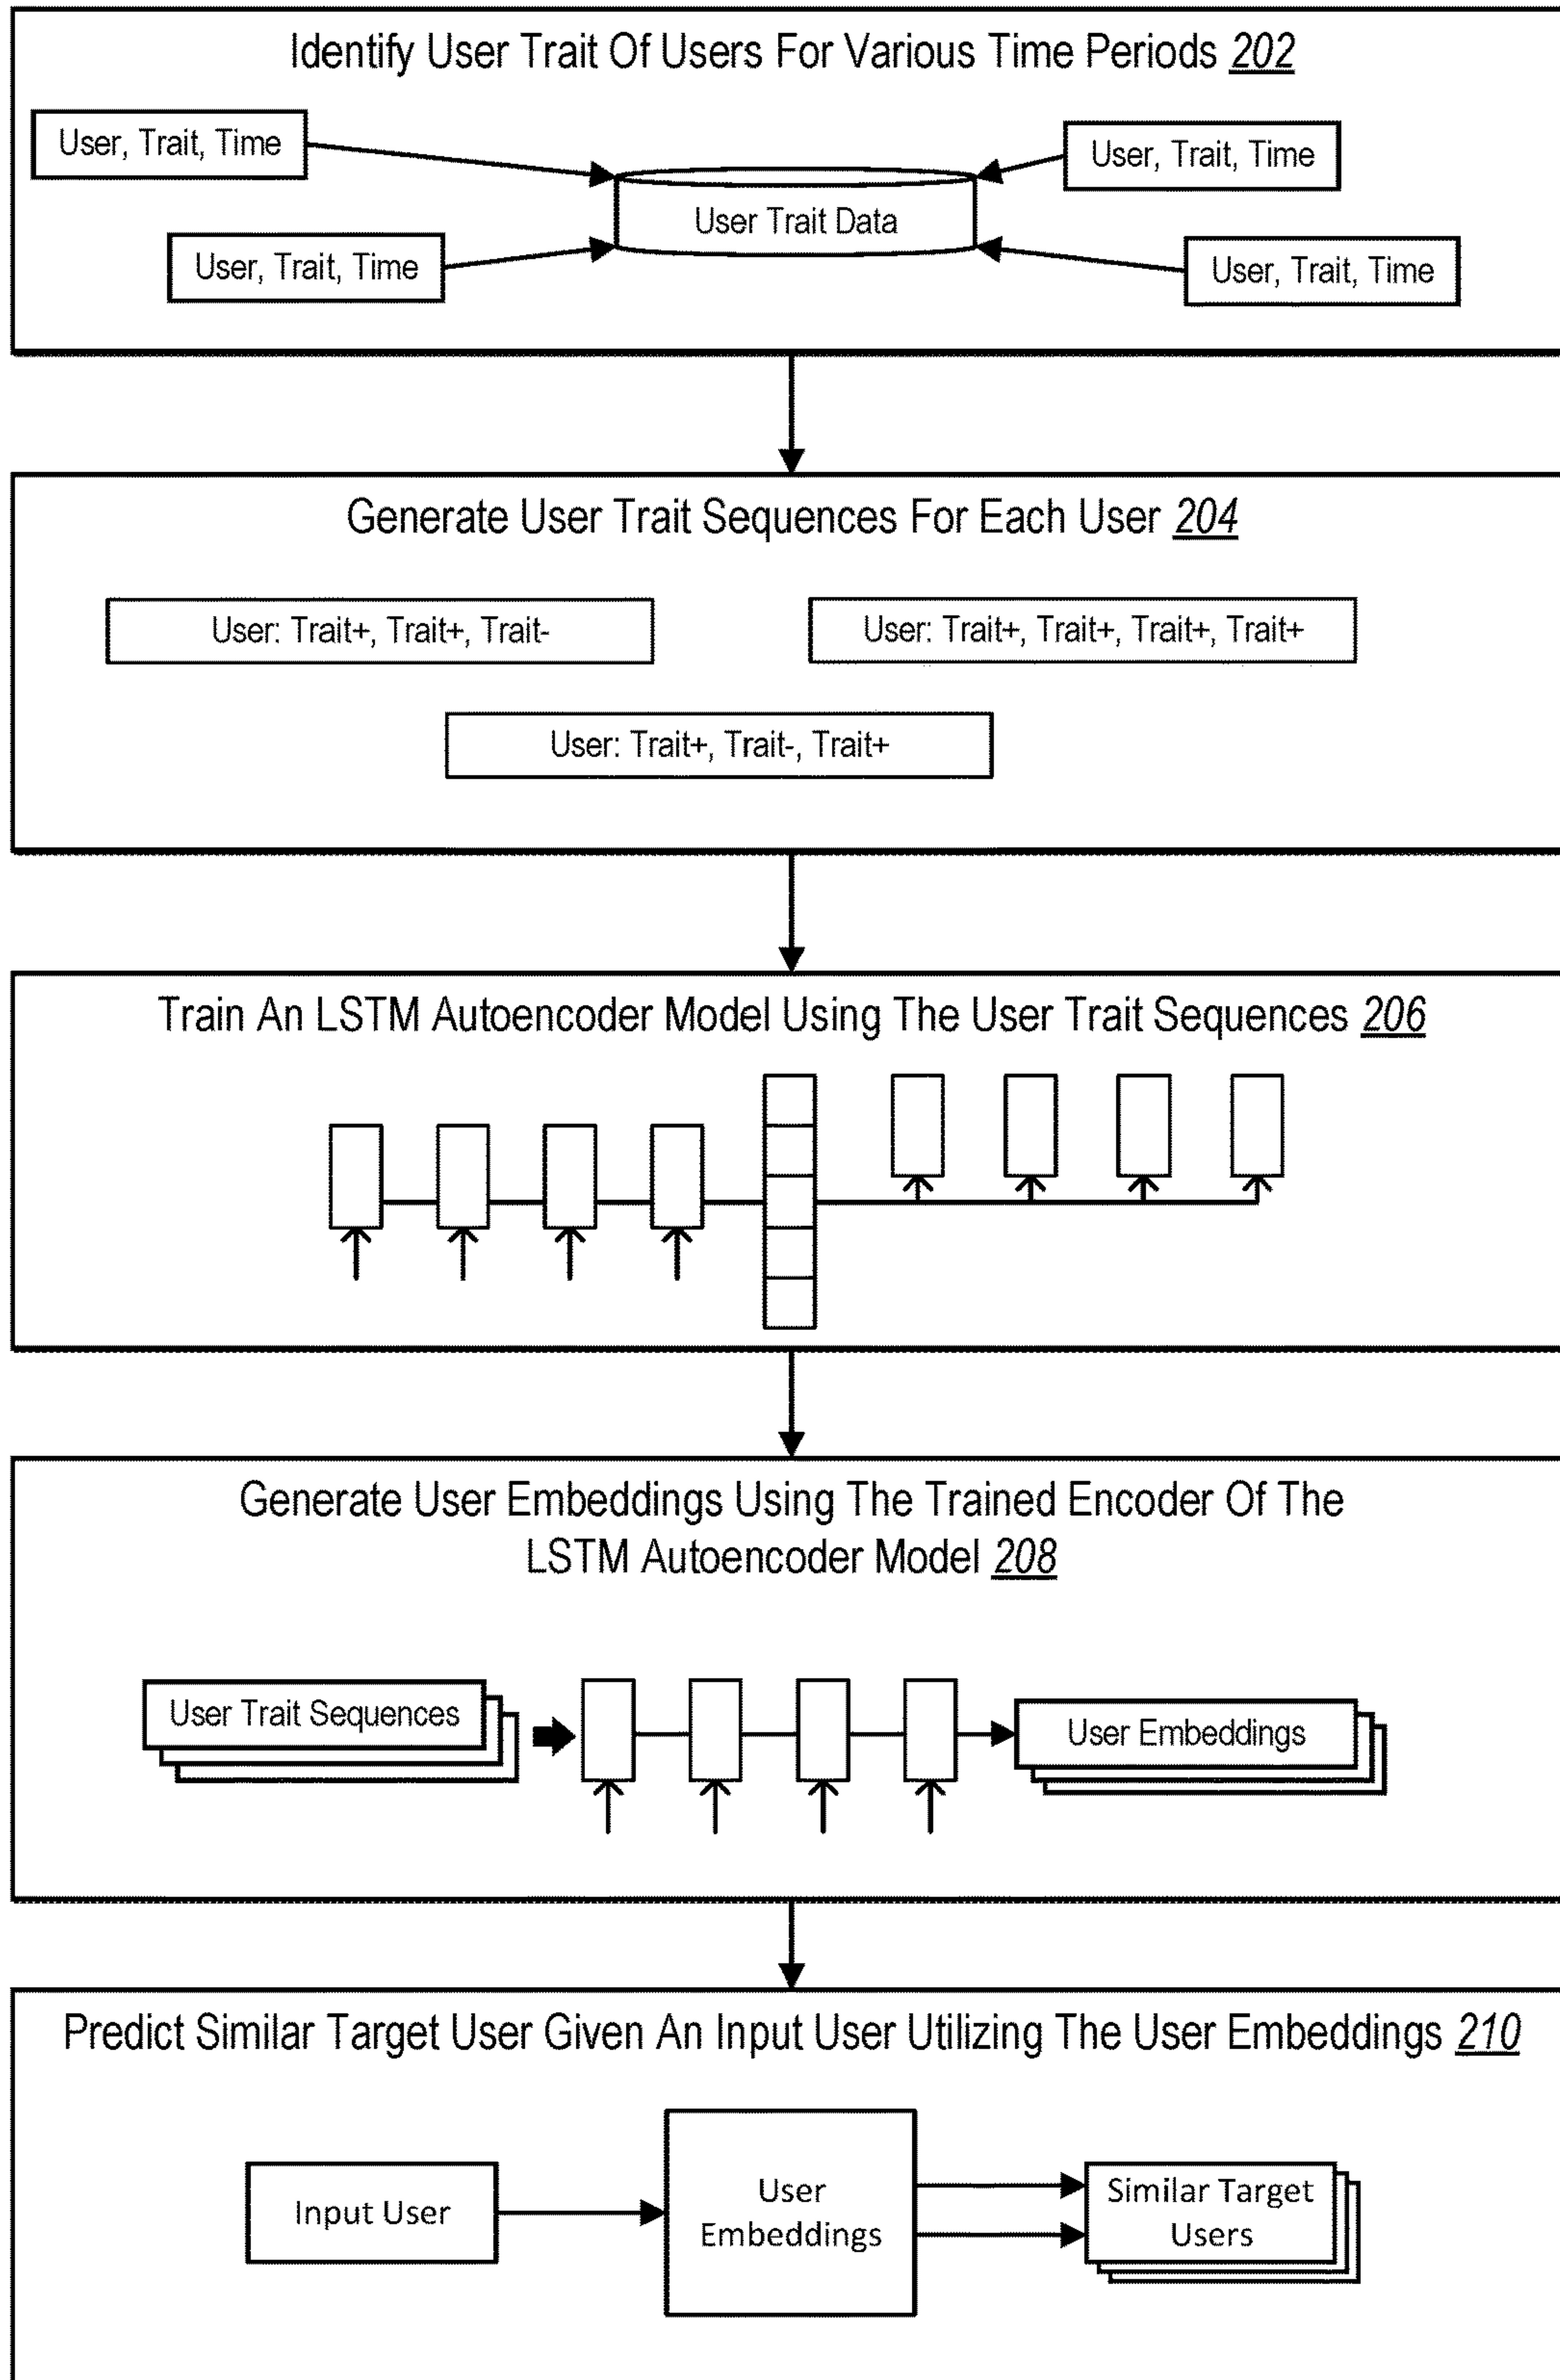 Identify User Trait Of Users For Various Time Periods 202
User, Trait, Time
User, Trait, Time
User Trait Data
User, Trait, Time
User, Trait, Time
Generate User Trait Sequences For Each User 204
User: Trait+, Trait+, Trait-
User: Trait+, Trait+, Trait+, Trait+
User: Trait+, Trait-, Trait+
Train An LSTM Autoencoder Model Using The User Trait Sequences 206
Generate User Embeddings Using The Trained Encoder Of The
LSTM Autoencoder Model 208
User Trait Sequences
User Embeddings
Predict Similar Target User Given An Input User Utilizing The User Embeddings 210
Input User
User
Embeddings
Similar Target
Users